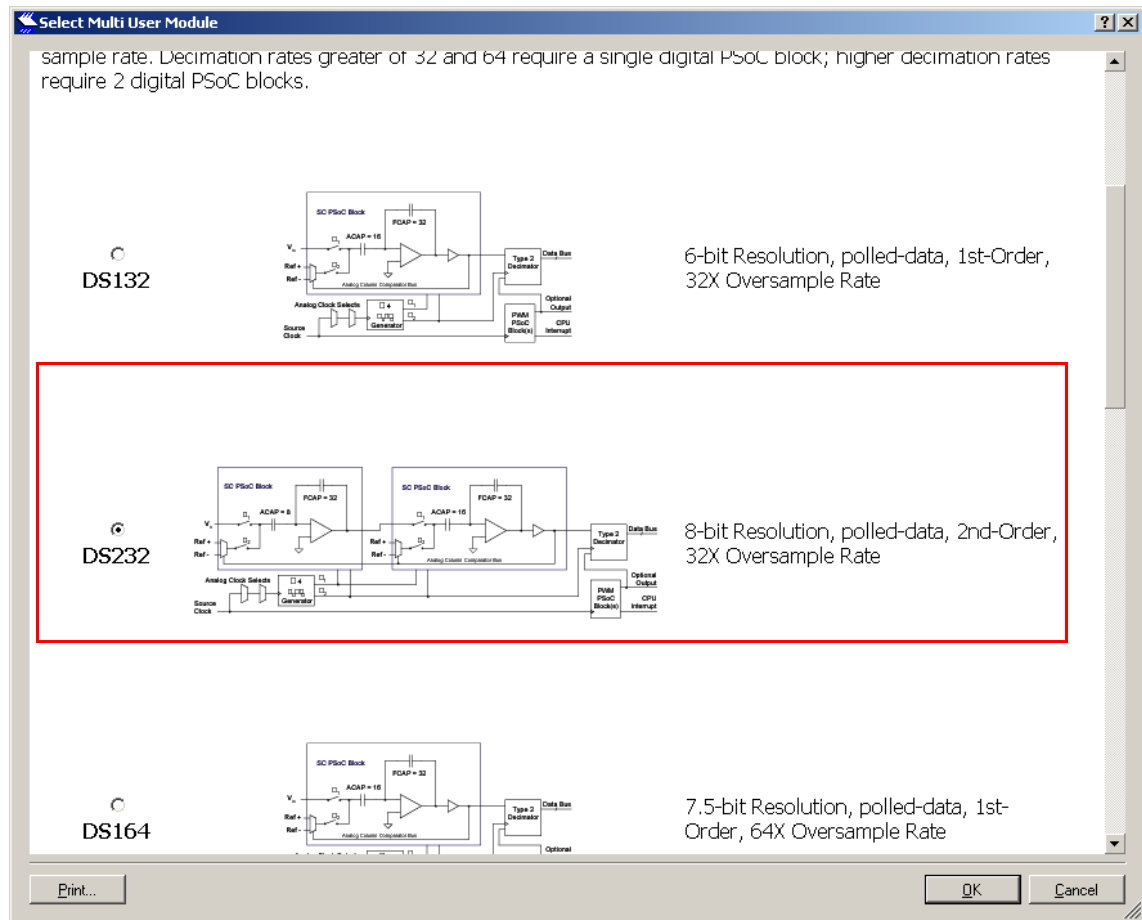 Select Multi User Module
sample rate. Decimation rates greater of 32 and 64 require a single digital PSoC block; higher decimation rates
require 2 digital PSoC blocks.
SC PSoC Block
FCAP = 32
ACAP = 16
Vin
Ref +
Ref -
Analog Column Comparator Bus
Type 2
Decimator
Data Bus
Analog Clock Selects
4
Generator
Source
Clock
PWM
PSoC
Block(s)
Optional
Output
CPU
Interrupt
DS132
6-bit Resolution, polled-data, 1st-Order,
32X Oversample Rate
SC PSoC Block
FCAP = 32
ACAP = 8
SC PSoC Block
FCAP = 32
ACAP = 16
Ref +
Ref -
Ref +
Ref -
Analog Column Comparator Bus
Type 2
Decimator
Data Bus
Analog Clock Selects
4
Generator
Source
Clock
PWM
PSoC
Block(s)
Optional
Output
CPU
Interrupt
DS232
8-bit Resolution, polled-data, 2nd-Order,
32X Oversample Rate
SC PSoC Block
FCAP = 32
ACAP = 16
Ref +
Ref -
Analog Column Comparator Bus
Type 2
Decimator
Data Bus
Optional
DS164
7.5-bit Resolution, polled-data, 1st-
Order, 64X Oversample Rate
Print...
OK
Cancel